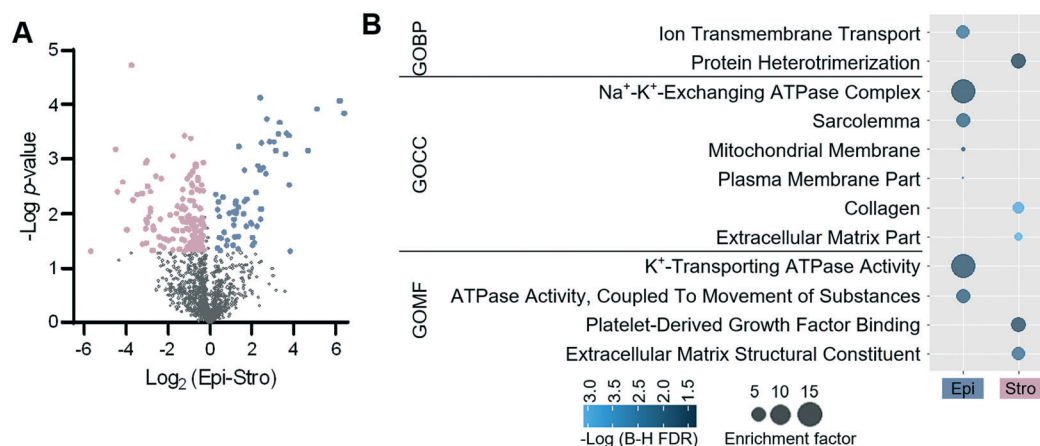 A
-Log p-value
5
4
3
2
1
0
-6 -4 -2 0 2 4 6
Log₂ (Epi-Stro)
B
GOBP
Ion Transmembrane Transport
Protein Heterotrimerization
GOCC
Na⁺-K⁺-Exchanging ATPase Complex
Sarcolemma
Mitochondrial Membrane
Plasma Membrane Part
Collagen
Extracellular Matrix Part
GOMF
K⁺-Transporting ATPase Activity
ATPase Activity, Coupled To Movement of Substances
Platelet-Derived Growth Factor Binding
Extracellular Matrix Structural Constituent
Epi Stro
3.0 2.5 2.0 1.5
-Log (B-H FDR)
5 10 15
Enrichment factor